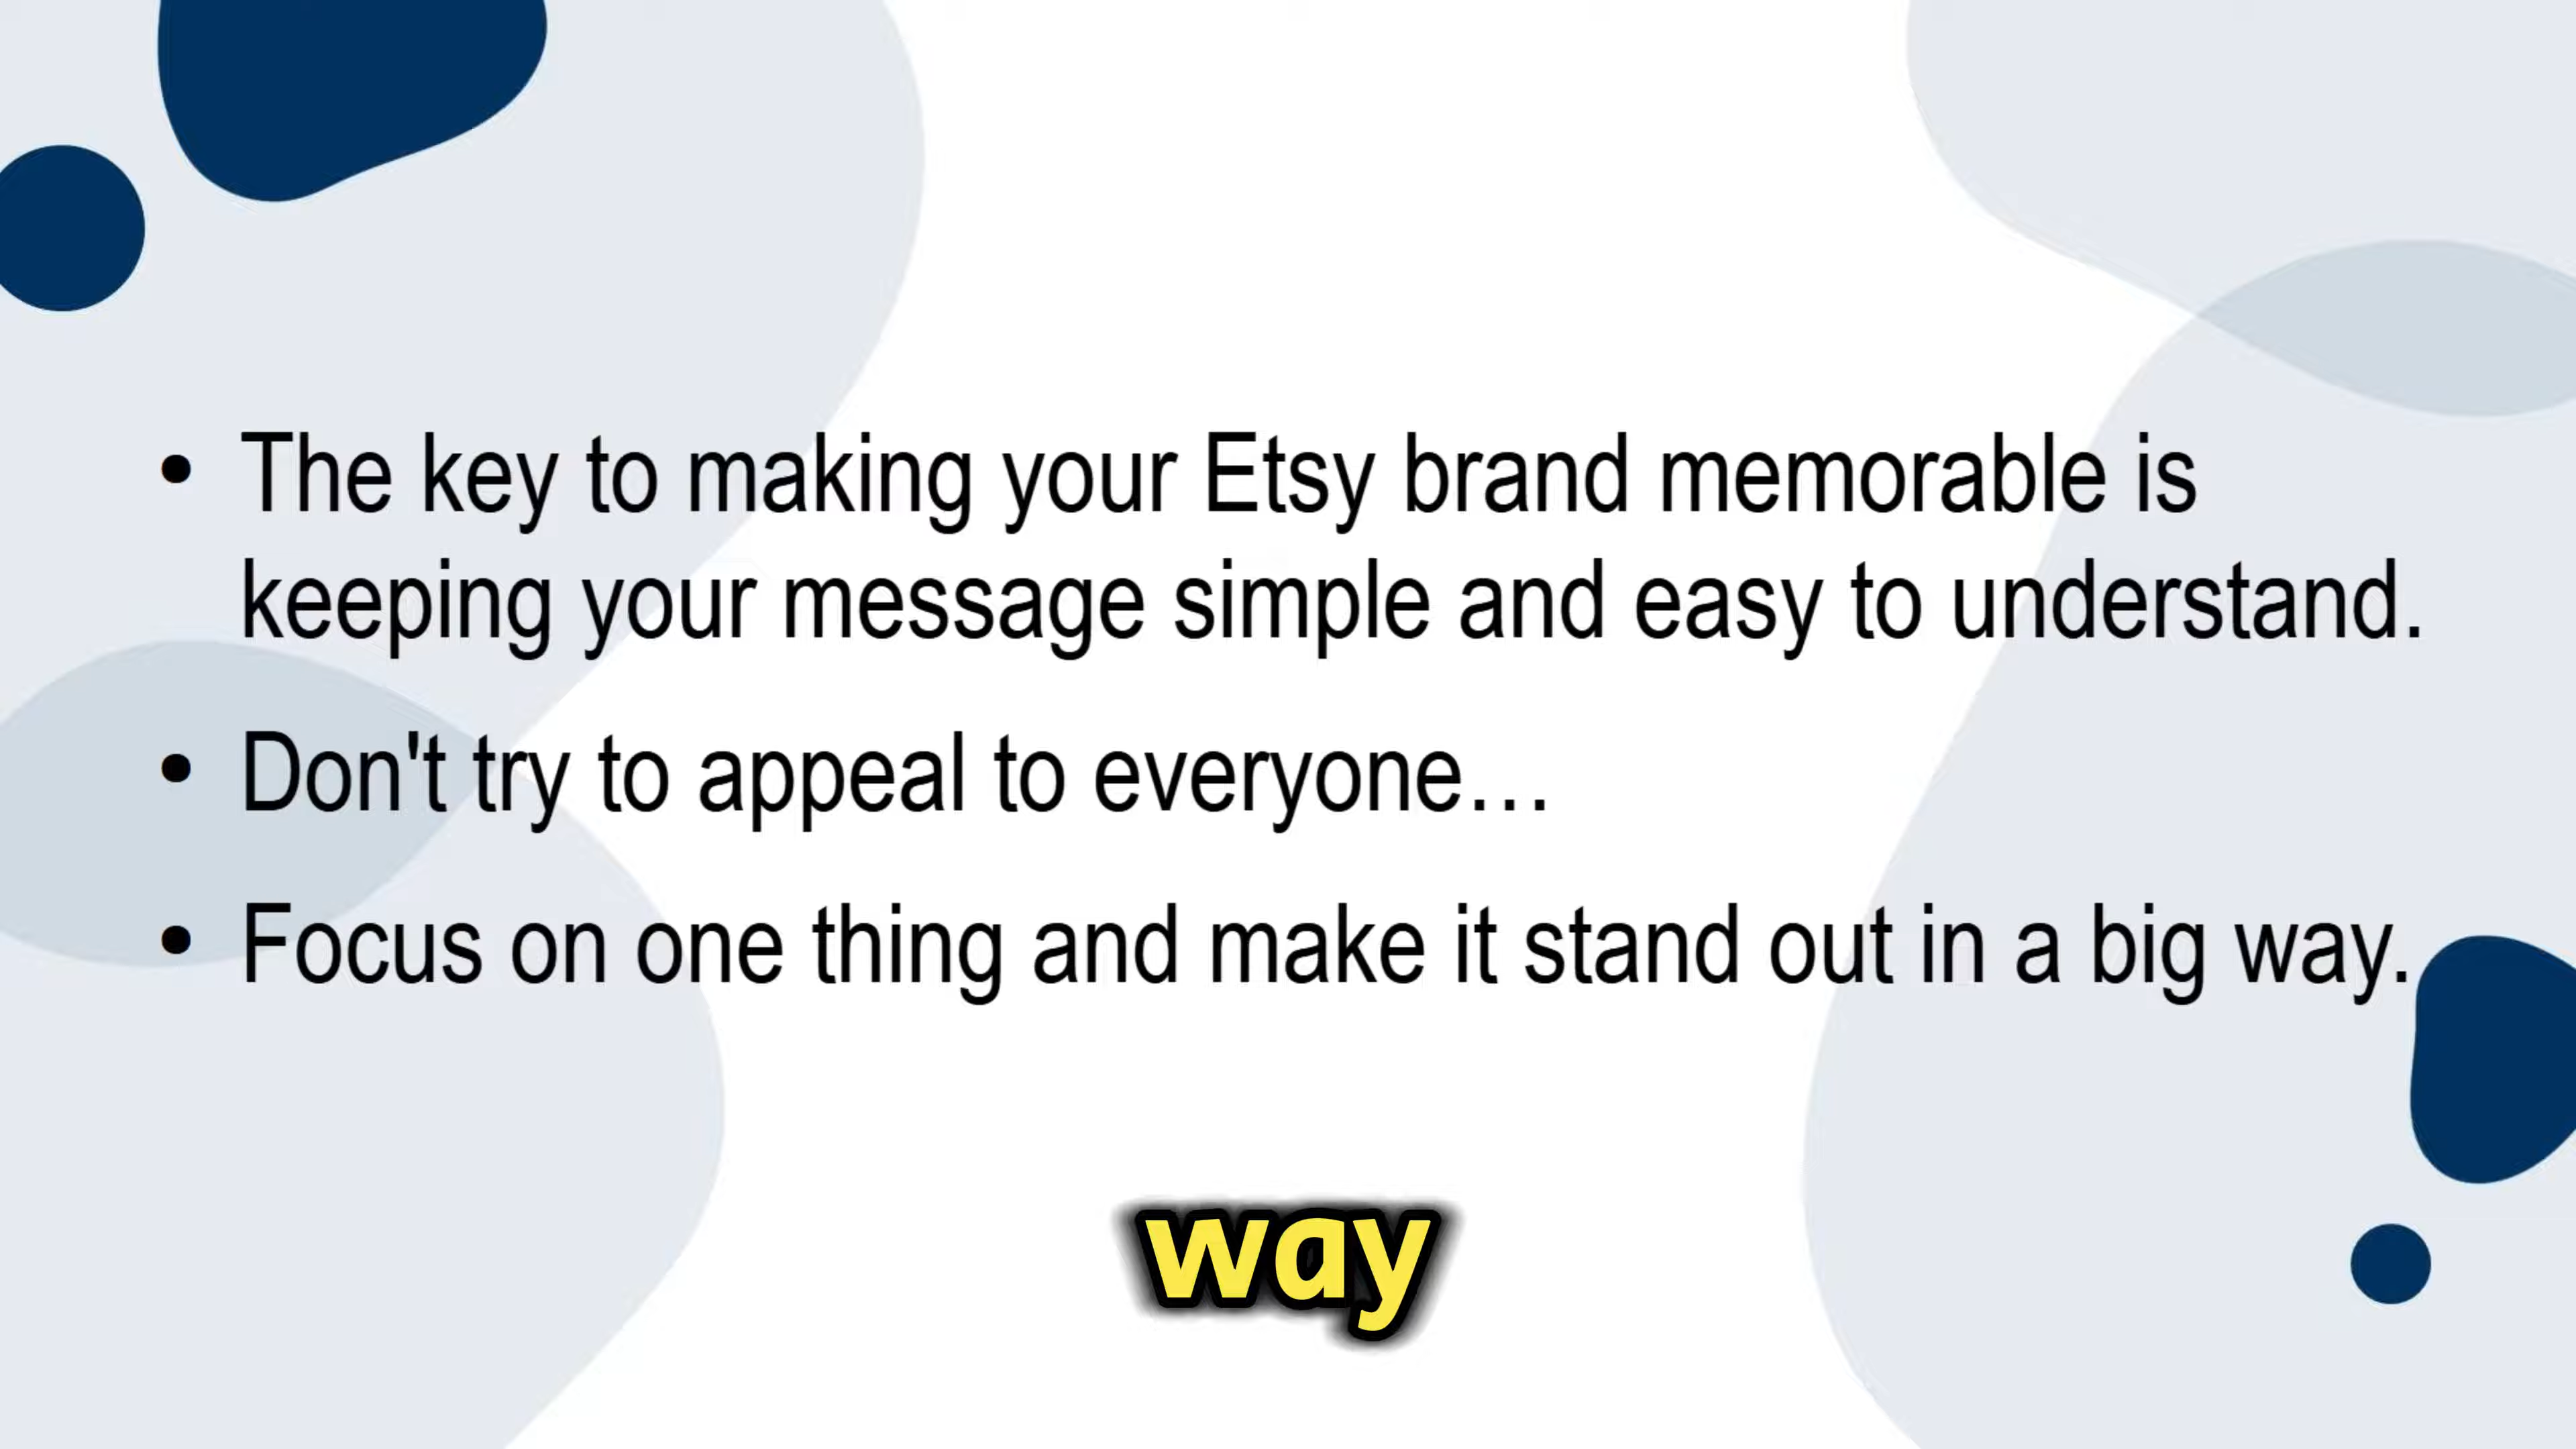 • The key to making your Etsy brand memorable is
keeping your message simple and easy to understand.
• Don't try to appeal to everyone…
• Focus on one thing and make it stand out in a big way.
way